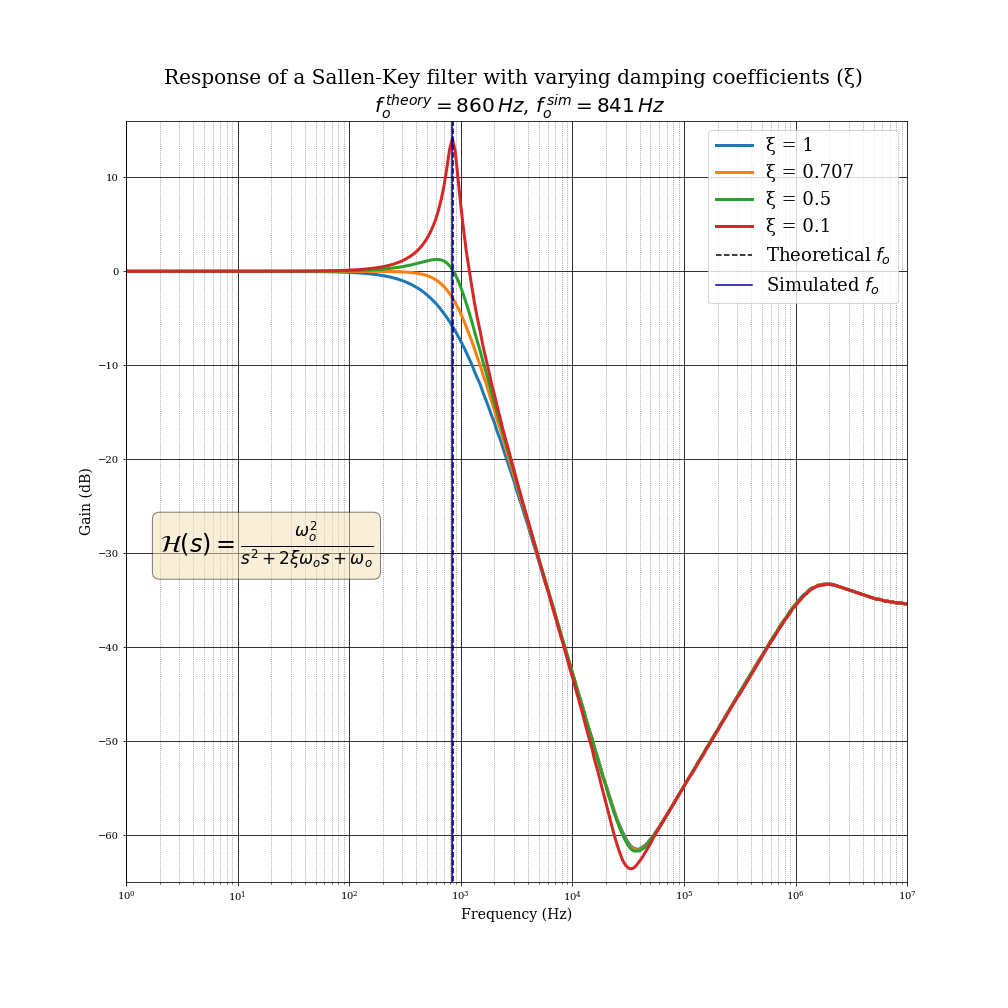 Response of a Sallen-Key filter with varying damping coefficients (ξ)
f_o^{theory} = 860 Hz, f_o^{sim} = 841 Hz
ξ = 1
ξ = 0.707
ξ = 0.5
ξ = 0.1
Theoretical f_o
Simulated f_o
10
0
−10
−20
−30
−40
−50
−60
Gain (dB)
H(s) = \frac{ω_o^2}{s^2 + 2ξω_o s + ω_o}
10^0
10^1
10^2
10^3
10^4
10^5
10^6
10^7
Frequency (Hz)